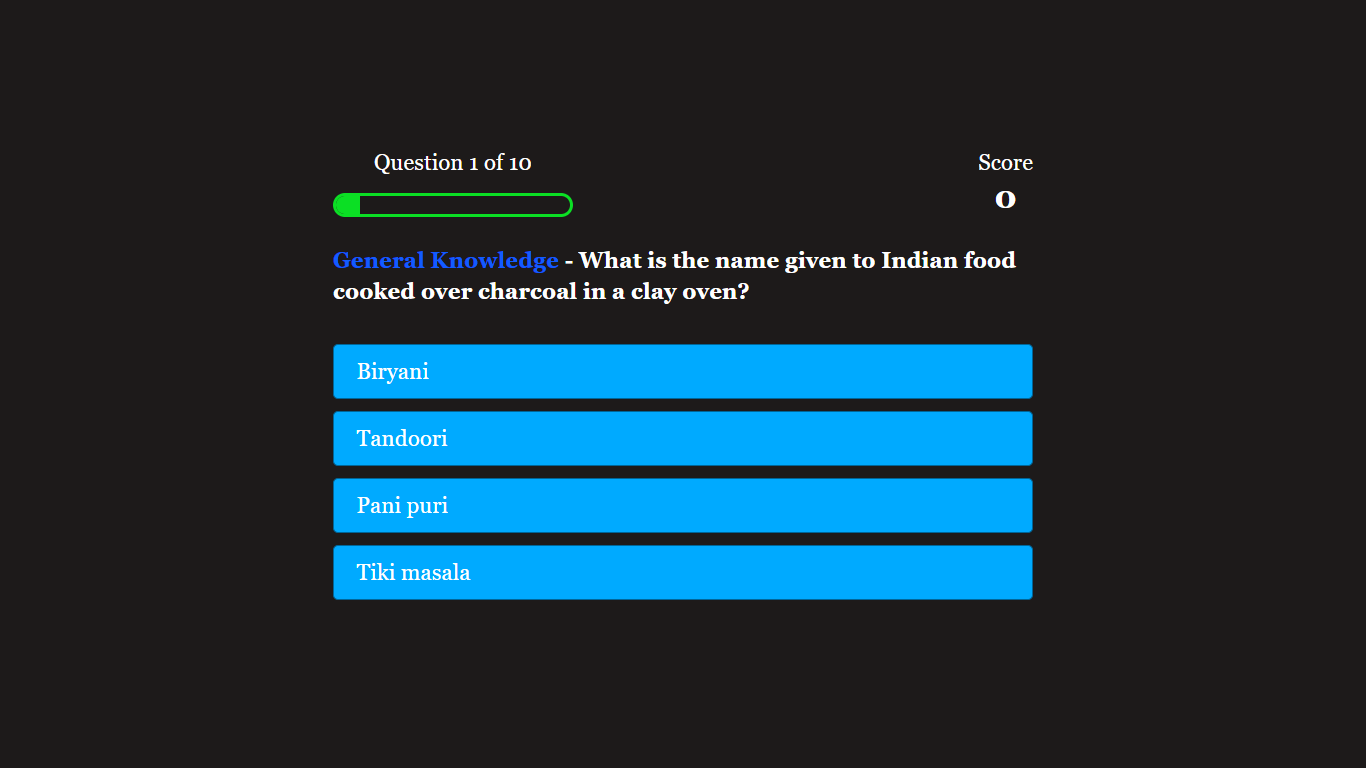 Question 1 of 10
Score
0
General Knowledge - What is the name given to Indian food
cooked over charcoal in a clay oven?
Biryani
Tandoori
Pani puri
Tiki masala